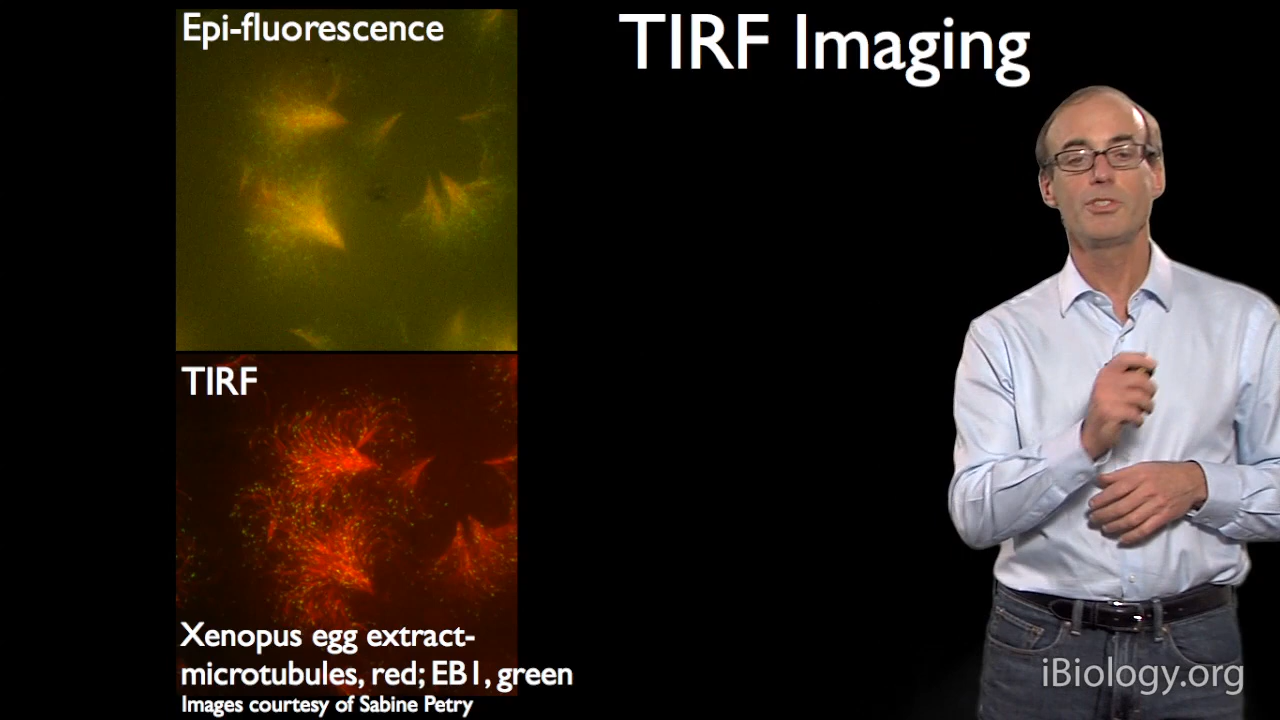 Epi-fluorescence
TIRF Imaging
TIRF
Xenopus egg extract-
microtubules, red; EB1, green
Images courtesy of Sabine Petry
iBiology.org